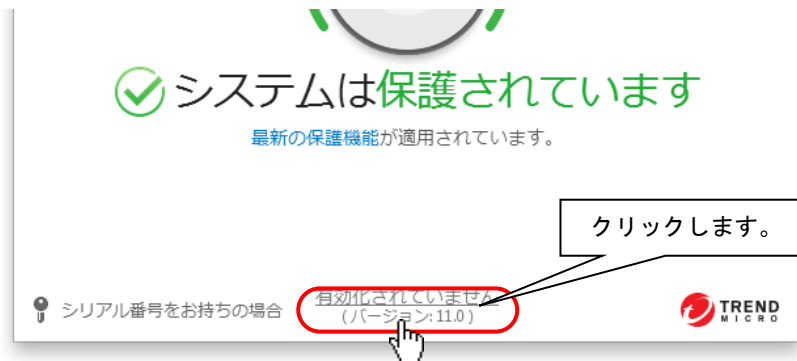 システムは保護されています
最新の保護機能が適用されています。
クリックします。
シリアル番号をお持ちの場合
有効化されていません
(バージョン:11.0)
TREND
MICRO